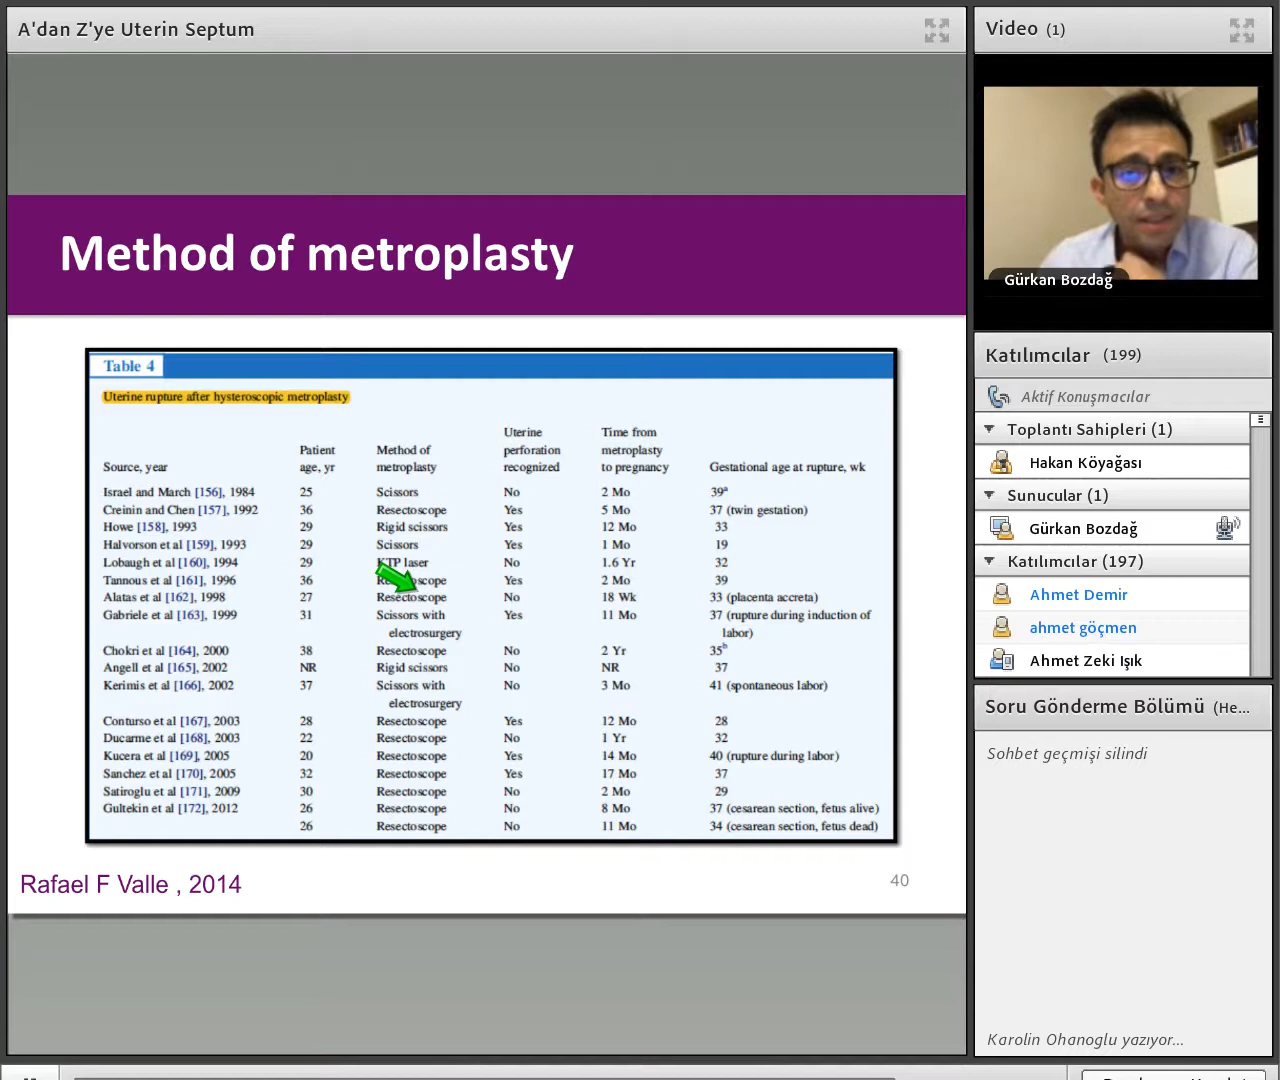 A'dan Z'ye Uterin Septum
Method of metroplasty
Table 4
Uterine rupture after hysteroscopic metroplasty
Source, year Patient age, yr Method of metroplasty Uterine perforation recognized Time from metroplasty to pregnancy Gestational age at rupture, wk
Israel and March [156], 1984 25 Scissors No 2 Mo 39a
Creinin and Chen [157], 1992 36 Resectoscope Yes 5 Mo 37 (twin gestation)
Howe [158], 1993 29 Rigid scissors Yes 12 Mo 33
Halvorson et al [159], 1993 29 Scissors Yes 1 Mo 19
Lobaugh et al [160], 1994 29 KTP laser No 1.6 Yr 32
Tannous et al [161], 1996 36 Resectoscope Yes 2 Mo 39
Alatas et al [162], 1998 27 Resectoscope No 18 Wk 33 (placenta accreta)
Gabriele et al [163], 1999 31 Scissors with electrosurgery Yes 11 Mo 37 (rupture during induction of labor)
Chokri et al [164], 2000 38 Resectoscope No 2 Yr 35b
Angell et al [165], 2002 NR Rigid scissors No NR 37
Kerimis et al [166], 2002 37 Scissors with electrosurgery No 3 Mo 41 (spontaneous labor)
Conturso et al [167], 2003 28 Resectoscope Yes 12 Mo 28
Ducarme et al [168], 2003 22 Resectoscope No 1 Yr 32
Kucera et al [169], 2005 20 Resectoscope Yes 14 Mo 40 (rupture during labor)
Sanchez et al [170], 2005 32 Resectoscope Yes 17 Mo 37
Satiroglu et al [171], 2009 30 Resectoscope No 2 Mo 29
Gultekin et al [172], 2012 26 Resectoscope No 8 Mo 37 (cesarean section, fetus alive)
26 Resectoscope No 11 Mo 34 (cesarean section, fetus dead)
Rafael F Valle , 2014
40
Video (1)
Gürkan Bozdağ
Katılımcılar (199)
Aktif Konuşmacılar
Toplantı Sahipleri (1)
Hakan Köyağası
Sunucular (1)
Gürkan Bozdağ
Katılımcılar (197)
Ahmet Demir
ahmet göçmen
Ahmet Zeki Işık
Soru Gönderme Bölümü (He...
Sohbet geçmişi silindi
Karolin Ohanoglu yazıyor...